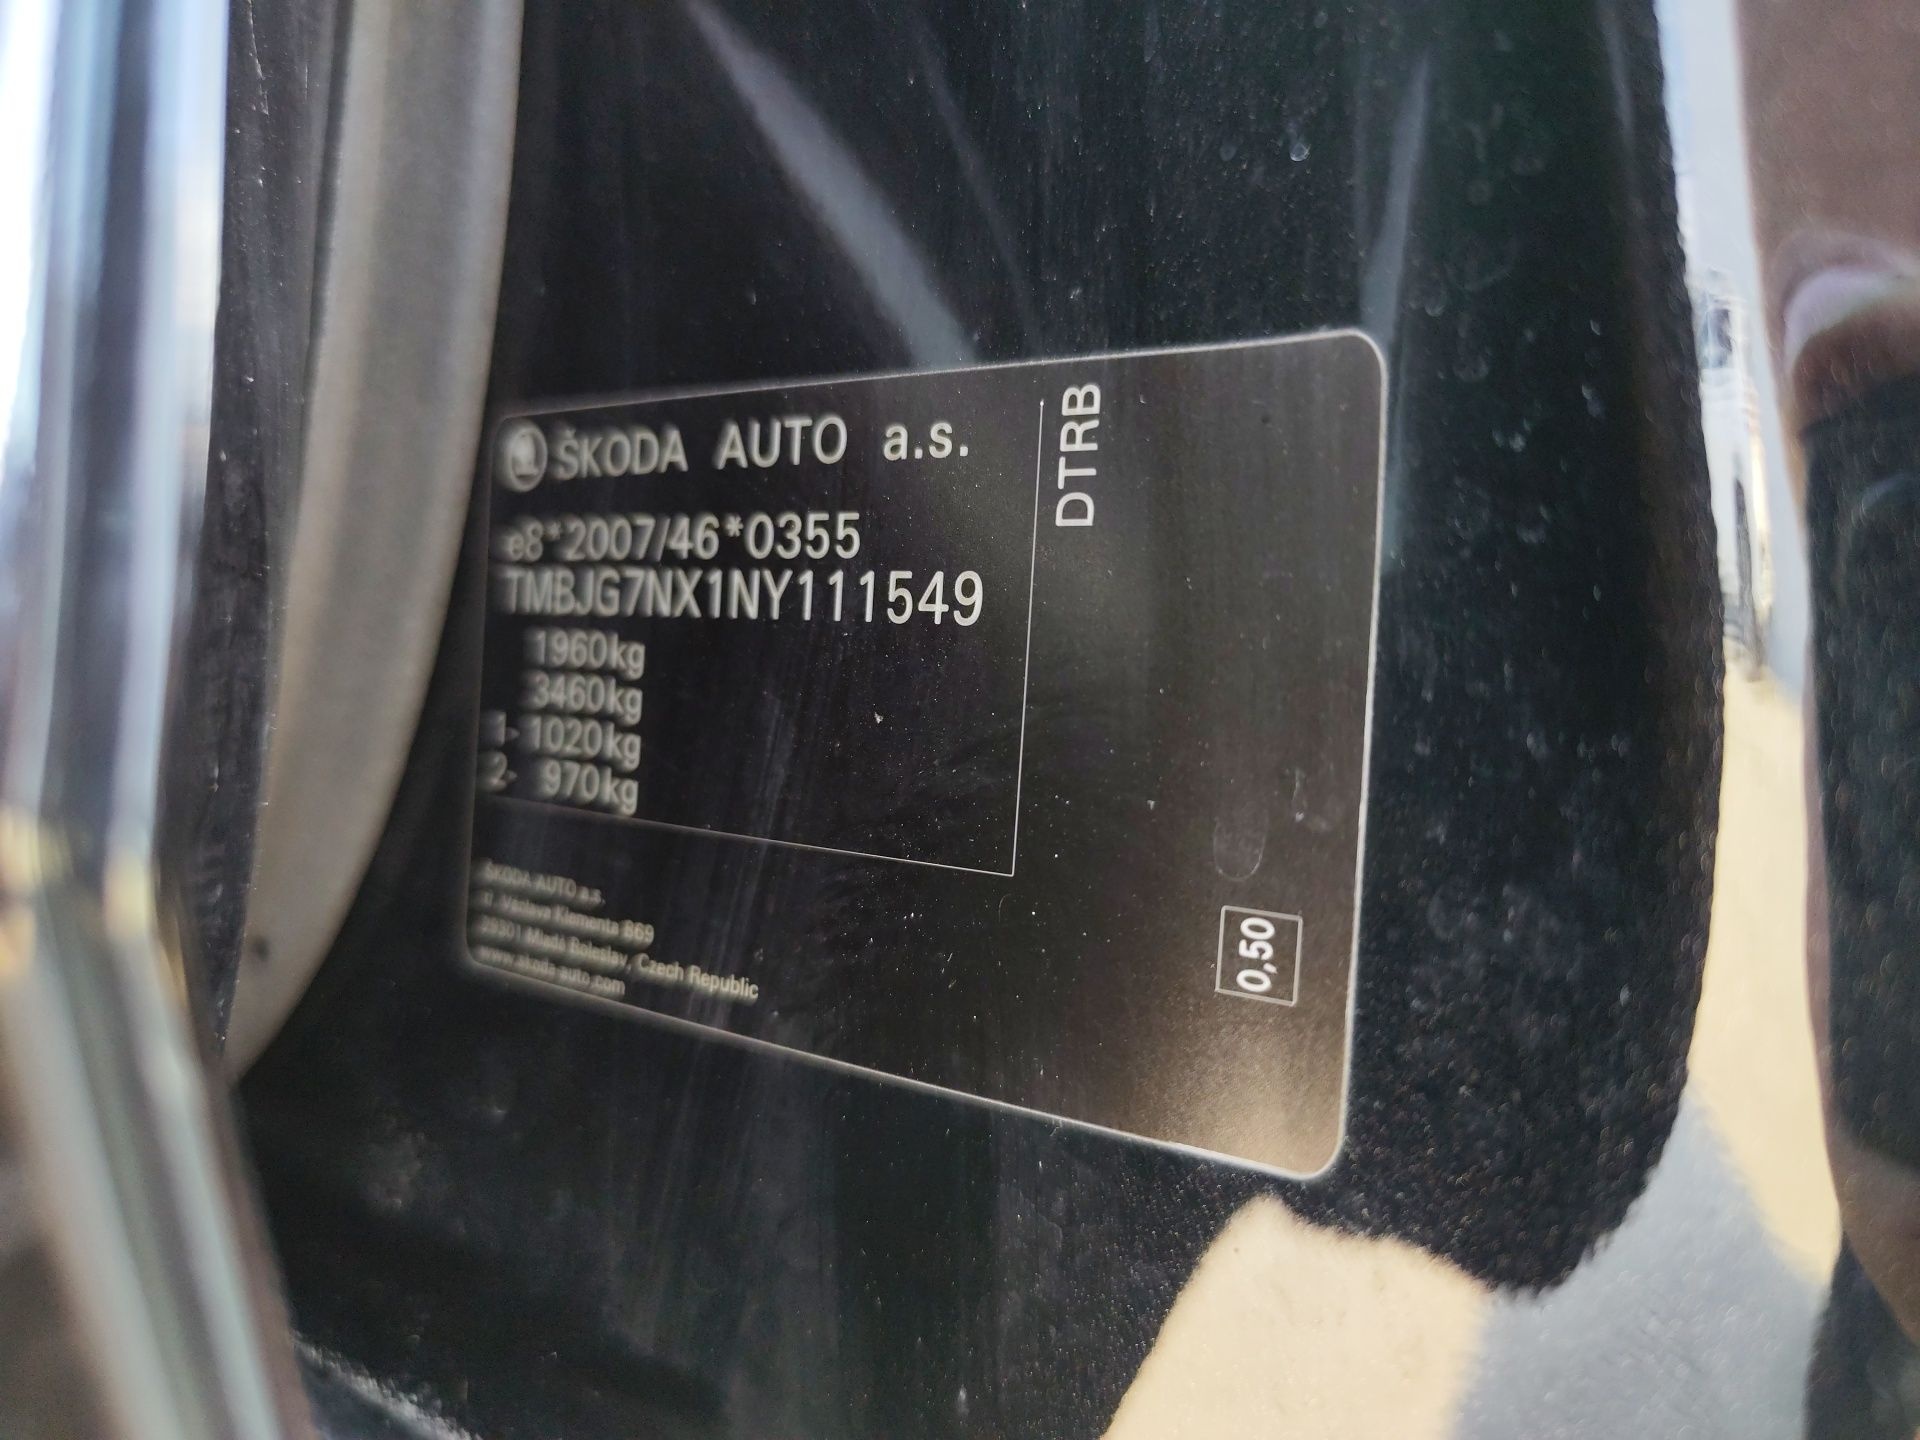 ŠKODA AUTO a.s.
e8*2007/46*0355
TMBJG7NX1NY111549
1960kg
3460kg
1- 1020kg
2- 970kg
DTRB
ŠKODA AUTO a.s.
tř. Václava Klementa 869
29301 Mladá Boleslav, Czech Republic
www.skoda-auto.com
0,50